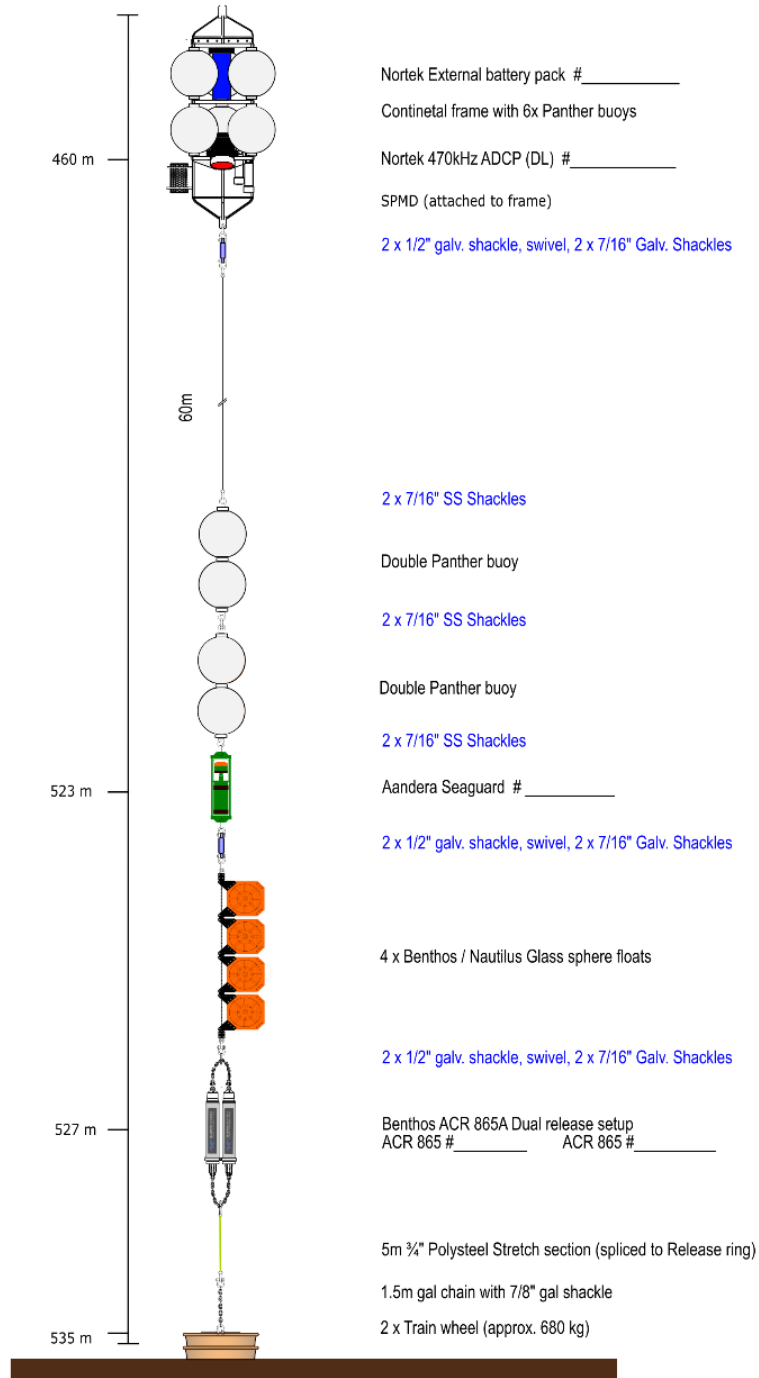 Nortek External battery pack #____________
Continetal frame with 6x Panther buoys
460 m
Nortek 470kHz ADCP (DL) #_____________
SPMD (attached to frame)
2 x 1/2" galv. shackle, swivel, 2 x 7/16" Galv. Shackles
60m
2 x 7/16" SS Shackles
Double Panther buoy
2 x 7/16" SS Shackles
Double Panther buoy
2 x 7/16" SS Shackles
523 m
Aandera Seaguard # ___________
2 x 1/2" galv. shackle, swivel, 2 x 7/16" Galv. Shackles
4 x Benthos / Nautilus Glass sphere floats
2 x 1/2" galv. shackle, swivel, 2 x 7/16" Galv. Shackles
527 m
Benthos ACR 865A Dual release setup
ACR 865 #_________ ACR 865 #__________
5m ¾" Polysteel Stretch section (spliced to Release ring)
1.5m gal chain with 7/8" gal shackle
535 m
2 x Train wheel (approx. 680 kg)